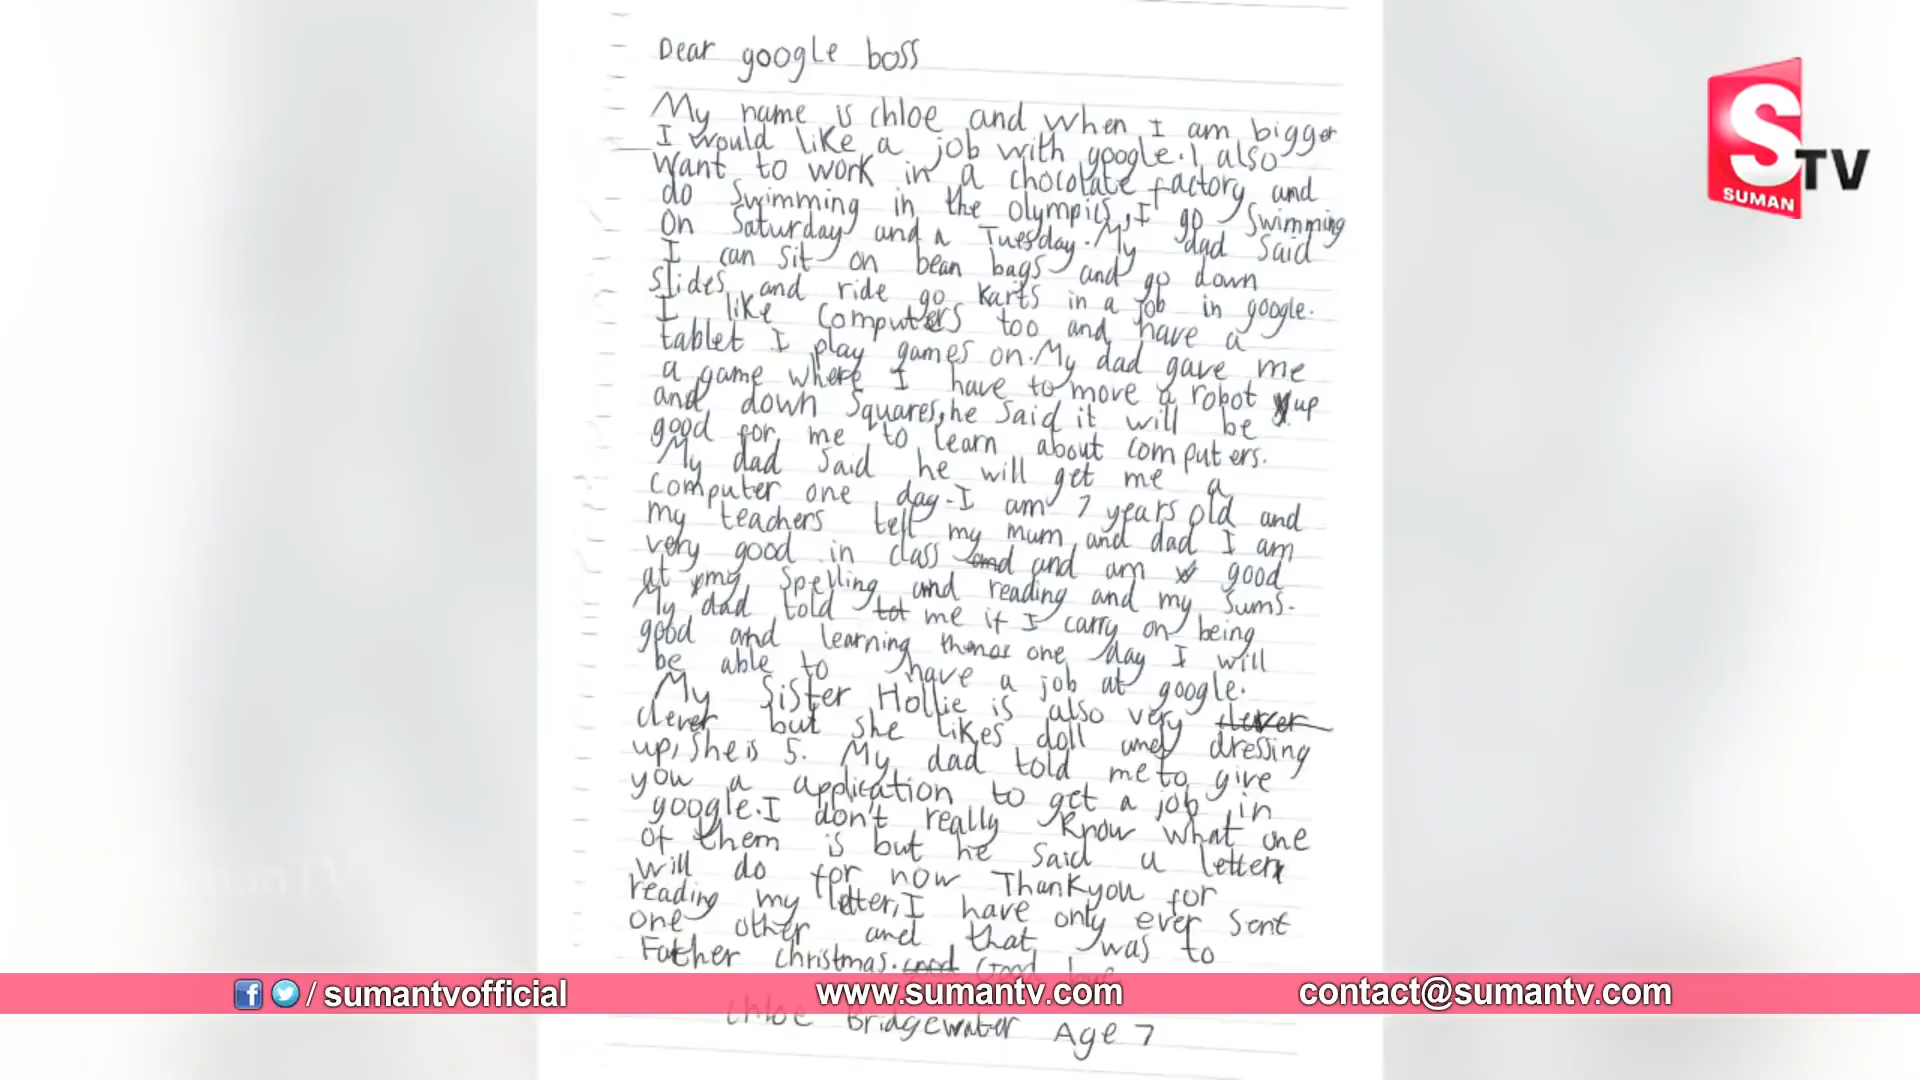 Dear google boss
My name is chloe and when I am bigger
I would like a job with google. I also
want to work in a chocolate factory and
do Swimming in the olympics, I go Swimming
on Saturday and a Tuesday. My dad Said
I can sit on bean bags and go down
Slides and ride go karts in a job in google.
I like computers too and have a
tablet I play games on. My dad gave me
a game where I have to move a robot up
and down Squares, he said it will be
good for me to learn about computers.
My dad said he will get me a
computer one day. I am 7 years old and
my teachers tell my mum and dad I am
very good in class and and am good
at my Spelling and reading and my Sums.
My dad told tot me if I carry on being
good and learning one day I will
be able to have a job at google.
My Sister Hollie is also very clever
clever but she likes doll and dressing
up, She is 5. My dad told me to give
you a application to get a job in
google. I don't really know what one
of them is but he said a letter
will do for now Thankyou for
reading my letter, I have only ever sent
one other and that was to
Father christmas. good Good bye
chloe Bridgewater Age 7
S TV
SUMAN
/ sumantvofficial
www.sumantv.com
contact@sumantv.com